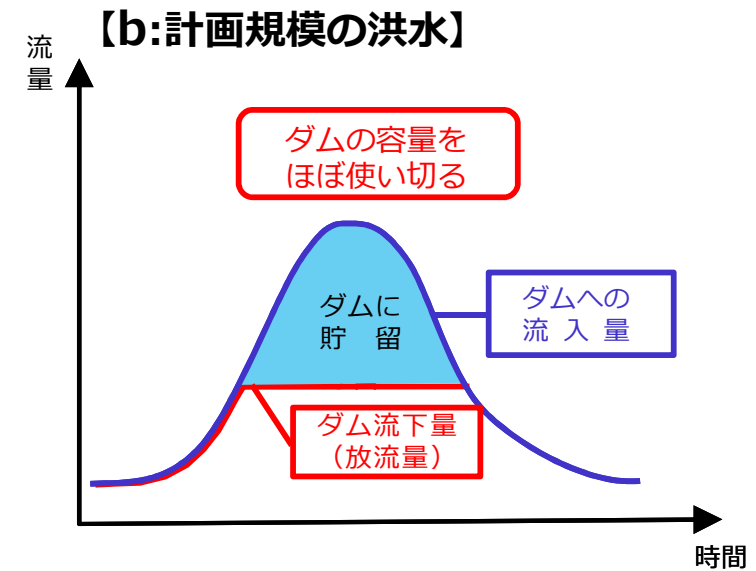 【b:計画規模の洪水】
流
量
ダムの容量を
ほぼ使い切る
ダムに
貯 留
ダムへの
流 入 量
ダム流下量
（放流量）
時間